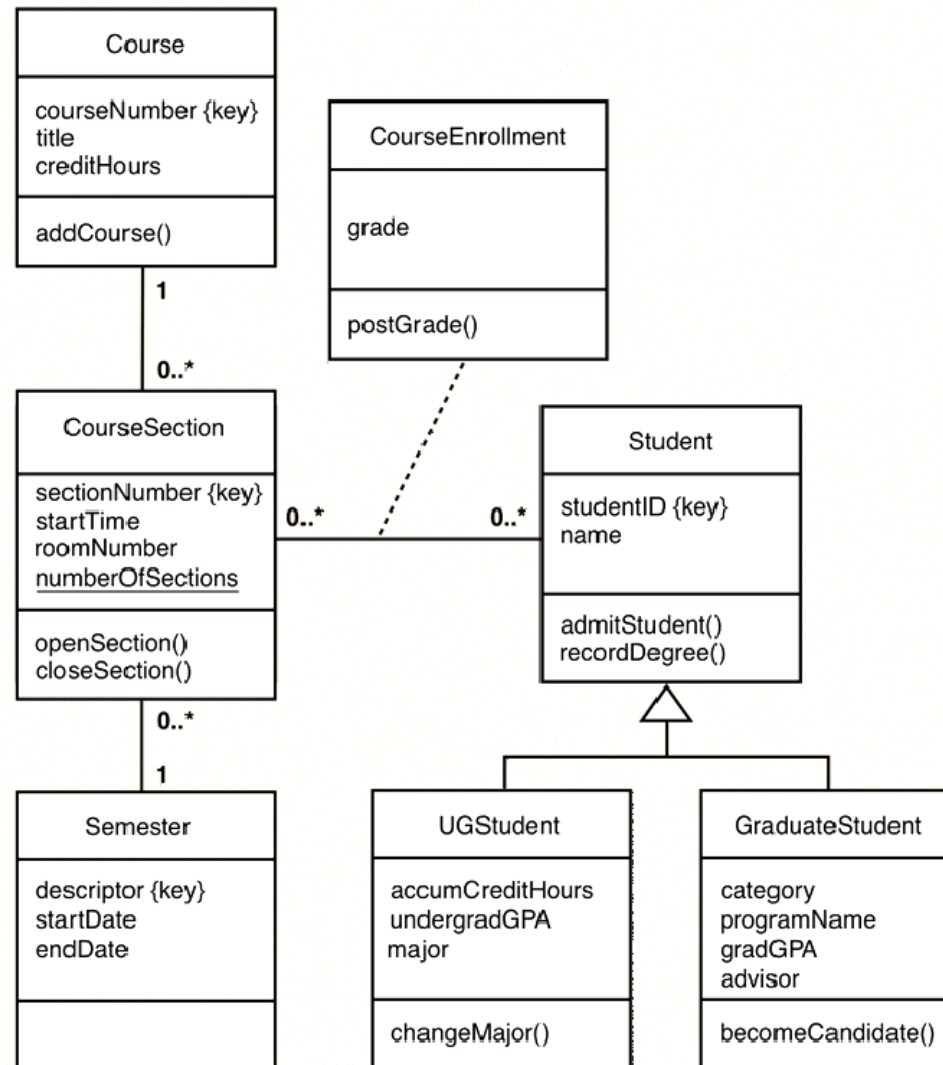 Course
courseNumber {key}
title
creditHours
addCourse()
1
0..*
CourseEnrollment
grade
postGrade()
CourseSection
sectionNumber {key}
startTime
roomNumber
numberOfSections
openSection()
closeSection()
0..*
0..*
Student
studentID {key}
name
admitStudent()
recordDegree()
0..*
1
Semester
descriptor {key}
startDate
endDate
UGStudent
accumCreditHours
undergradGPA
major
changeMajor()
GraduateStudent
category
programName
gradGPA
advisor
becomeCandidate()